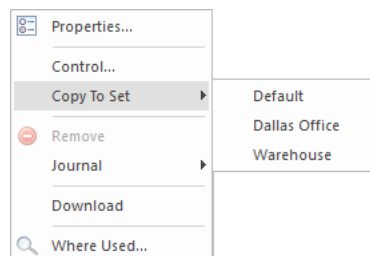 Properties...
Control...
Copy To Set
Default
Dallas Office
Remove
Warehouse
Journal
Download
Where Used...